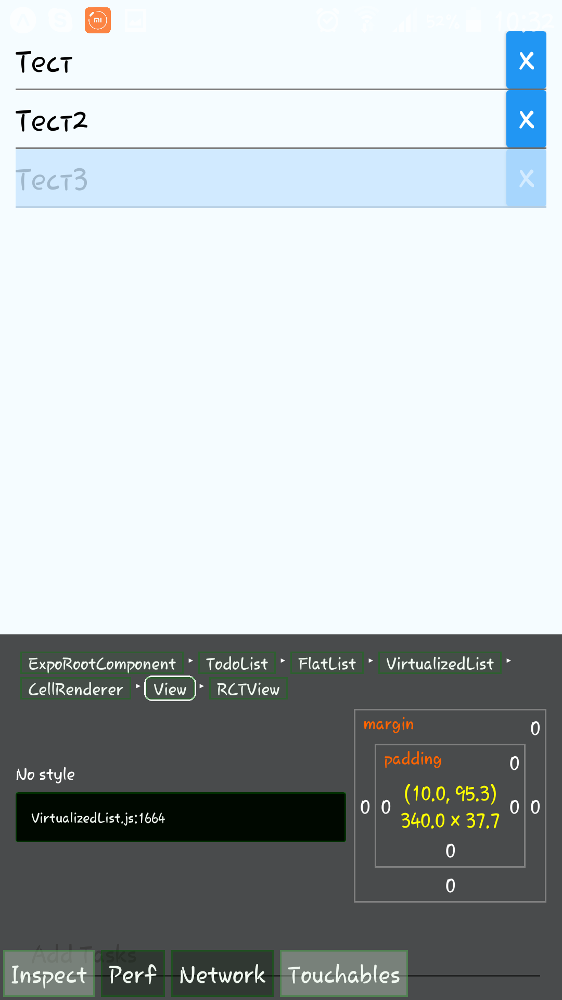 52% 10:32
Тест X
Тест2 X
Тест3 X
ExpoRootComponent ▸ TodoList ▸ FlatList ▸ VirtualizedList ▸
CellRenderer ▸ View ▸ RCTView
margin 0
padding 0
No style
(10.0, 95.3)
0 0 0 0
VirtualizedList.js:1664
340.0 × 37.7
0
0
Add Tasks
Inspect Perf Network Touchables